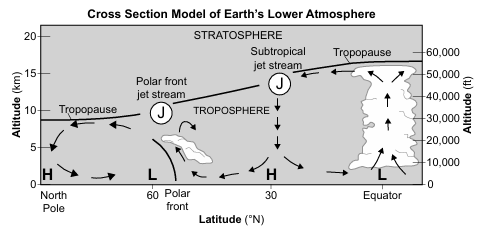 Cross Section Model of Earth's Lower Atmosphere
20
15
10
5
0
Altitude (km)
STRATOSPHERE
Subtropical
jet stream
Tropopause
Polar front
jet stream
J
J
Tropopause
TROPOSPHERE
H
L
H
L
60,000
50,000
40,000
30,000
20,000
10,000
0
Altitude (ft)
North
Pole
60
Polar
front
30
Equator
Latitude (°N)